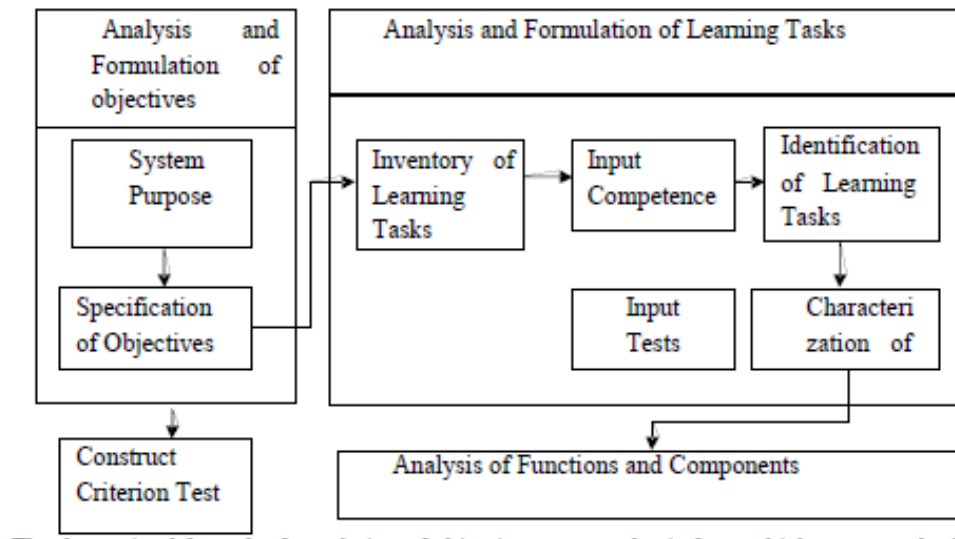 Analysis and
Formulation of
objectives
Analysis and Formulation of Learning Tasks
System
Purpose
Inventory of
Learning
Tasks
Input
Competence
Identification
of Learning
Tasks
Specification
of Objectives
Input
Tests
Characteri
zation of
Construct
Criterion Test
Analysis of Functions and Components